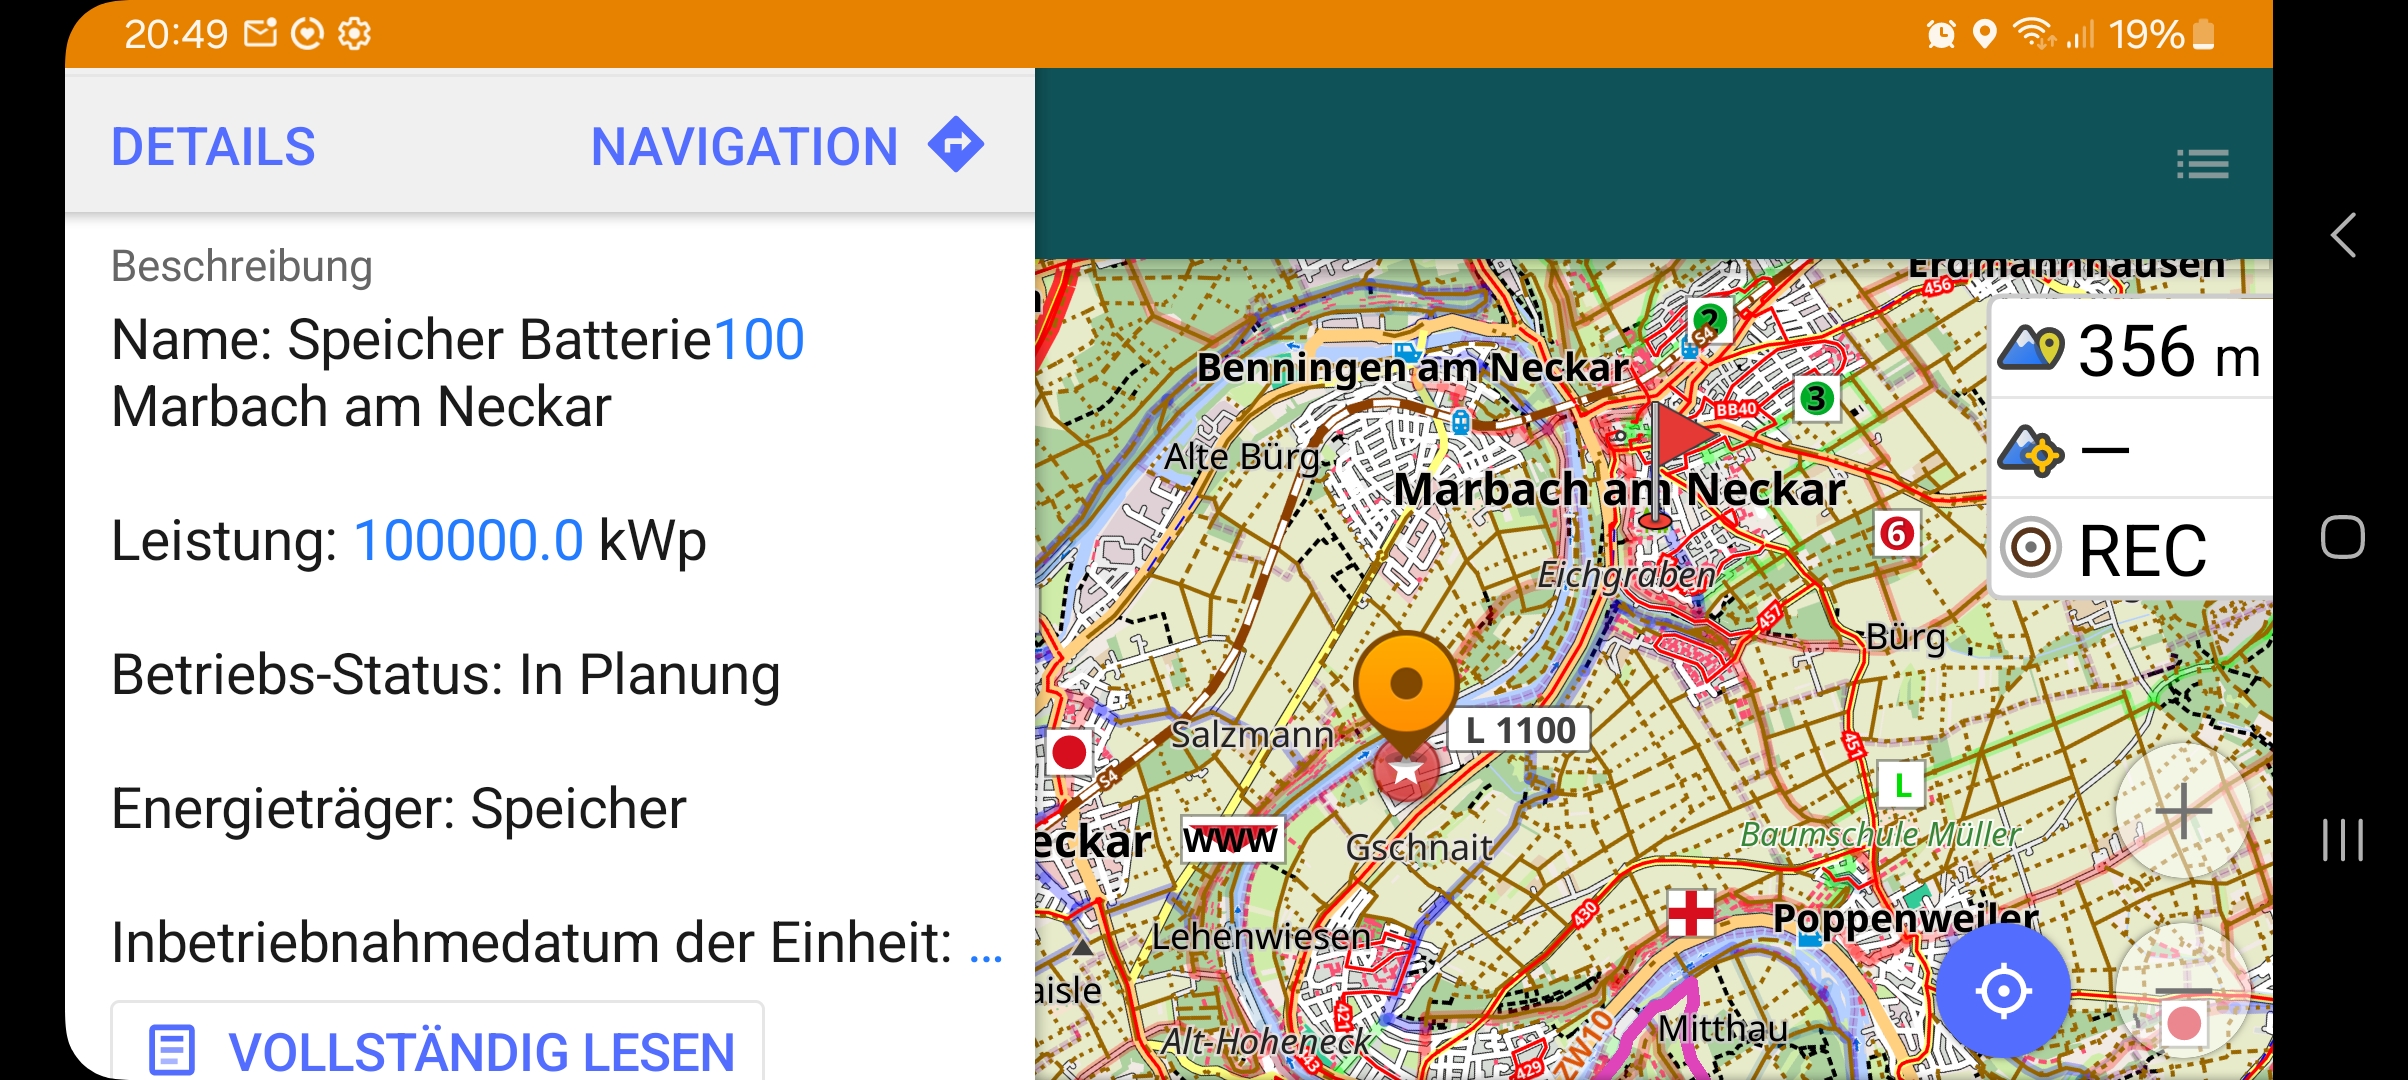 20:49
19%
DETAILS
NAVIGATION
Beschreibung
Name: Speicher Batterie100
Marbach am Neckar
Leistung: 100000.0 kWp
Betriebs-Status: In Planung
Energieträger: Speicher
Inbetriebnahmedatum der Einheit: ...
VOLLSTÄNDIG LESEN
Erdmannhausen
456
2
Benningen am Neckar
356 m
3
BB40
Alte Bürg
—
Marbach am Neckar
6
REC
Eichgraben
457
Bürg
Salzmann
L 1100
451
S4
L
eckar
WWW
Gschnait
Baumschule Müller
430
Poppenweiler
Lehenwiesen
aisle
421
Mitthau
Alt-Hoheneck
429
ZW10